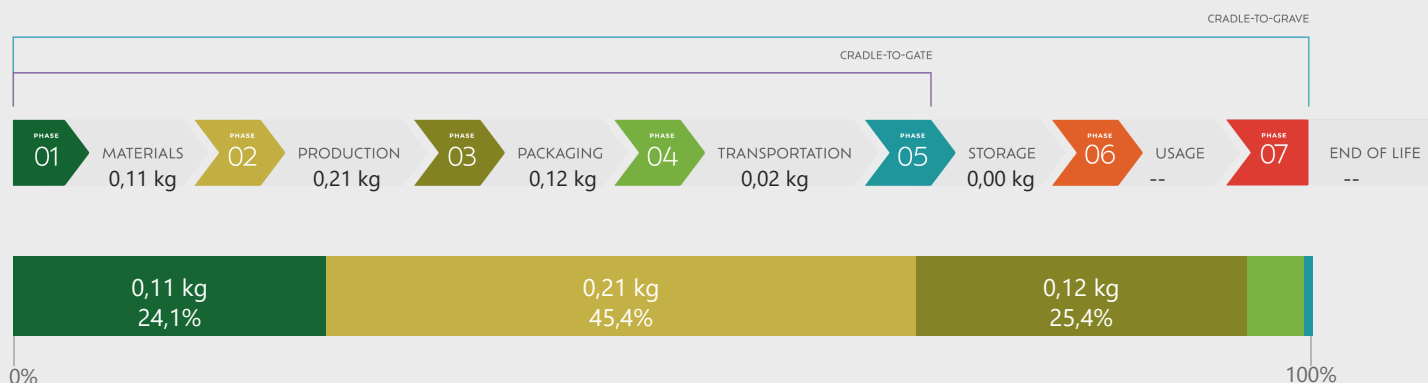 CRADLE-TO-GRAVE
CRADLE-TO-GATE
PHASE
01
MATERIALS
0,11 kg
PHASE
02
PRODUCTION
0,21 kg
PHASE
03
PACKAGING
0,12 kg
PHASE
04
TRANSPORTATION
0,02 kg
PHASE
05
STORAGE
0,00 kg
PHASE
06
USAGE
--
PHASE
07
END OF LIFE
--
0,11 kg
24,1%
0,21 kg
45,4%
0,12 kg
25,4%
0%
100%